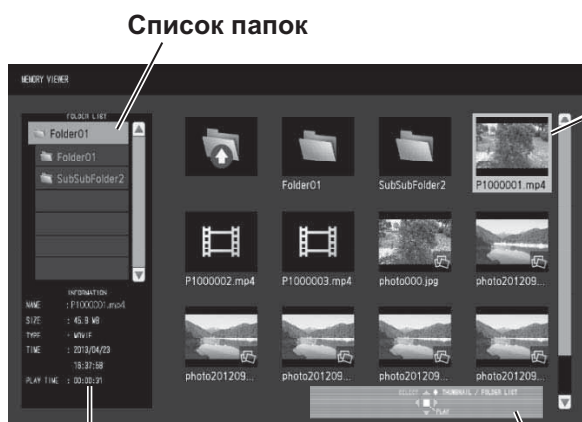 Список папок
MEMORY VIEWER
FOLDER LIST
Folder01
Folder01
SubSubFolder2
Folder01
SubSubFolder2
P1000001.mp4
P1000002.mp4
P1000003.mp4
photo000.jpg
photo201209...
photo201209...
photo201209...
photo201209...
photo201209...
INFORMATION
NAME : P1000001.mp4
SIZE : 45.9 MB
TYPE : MOVIE
TIME : 2013/04/23
16:37:58
PLAY TIME : 00:00:31
SELECT THUMBNAIL / FOLDER LIST
PLAY